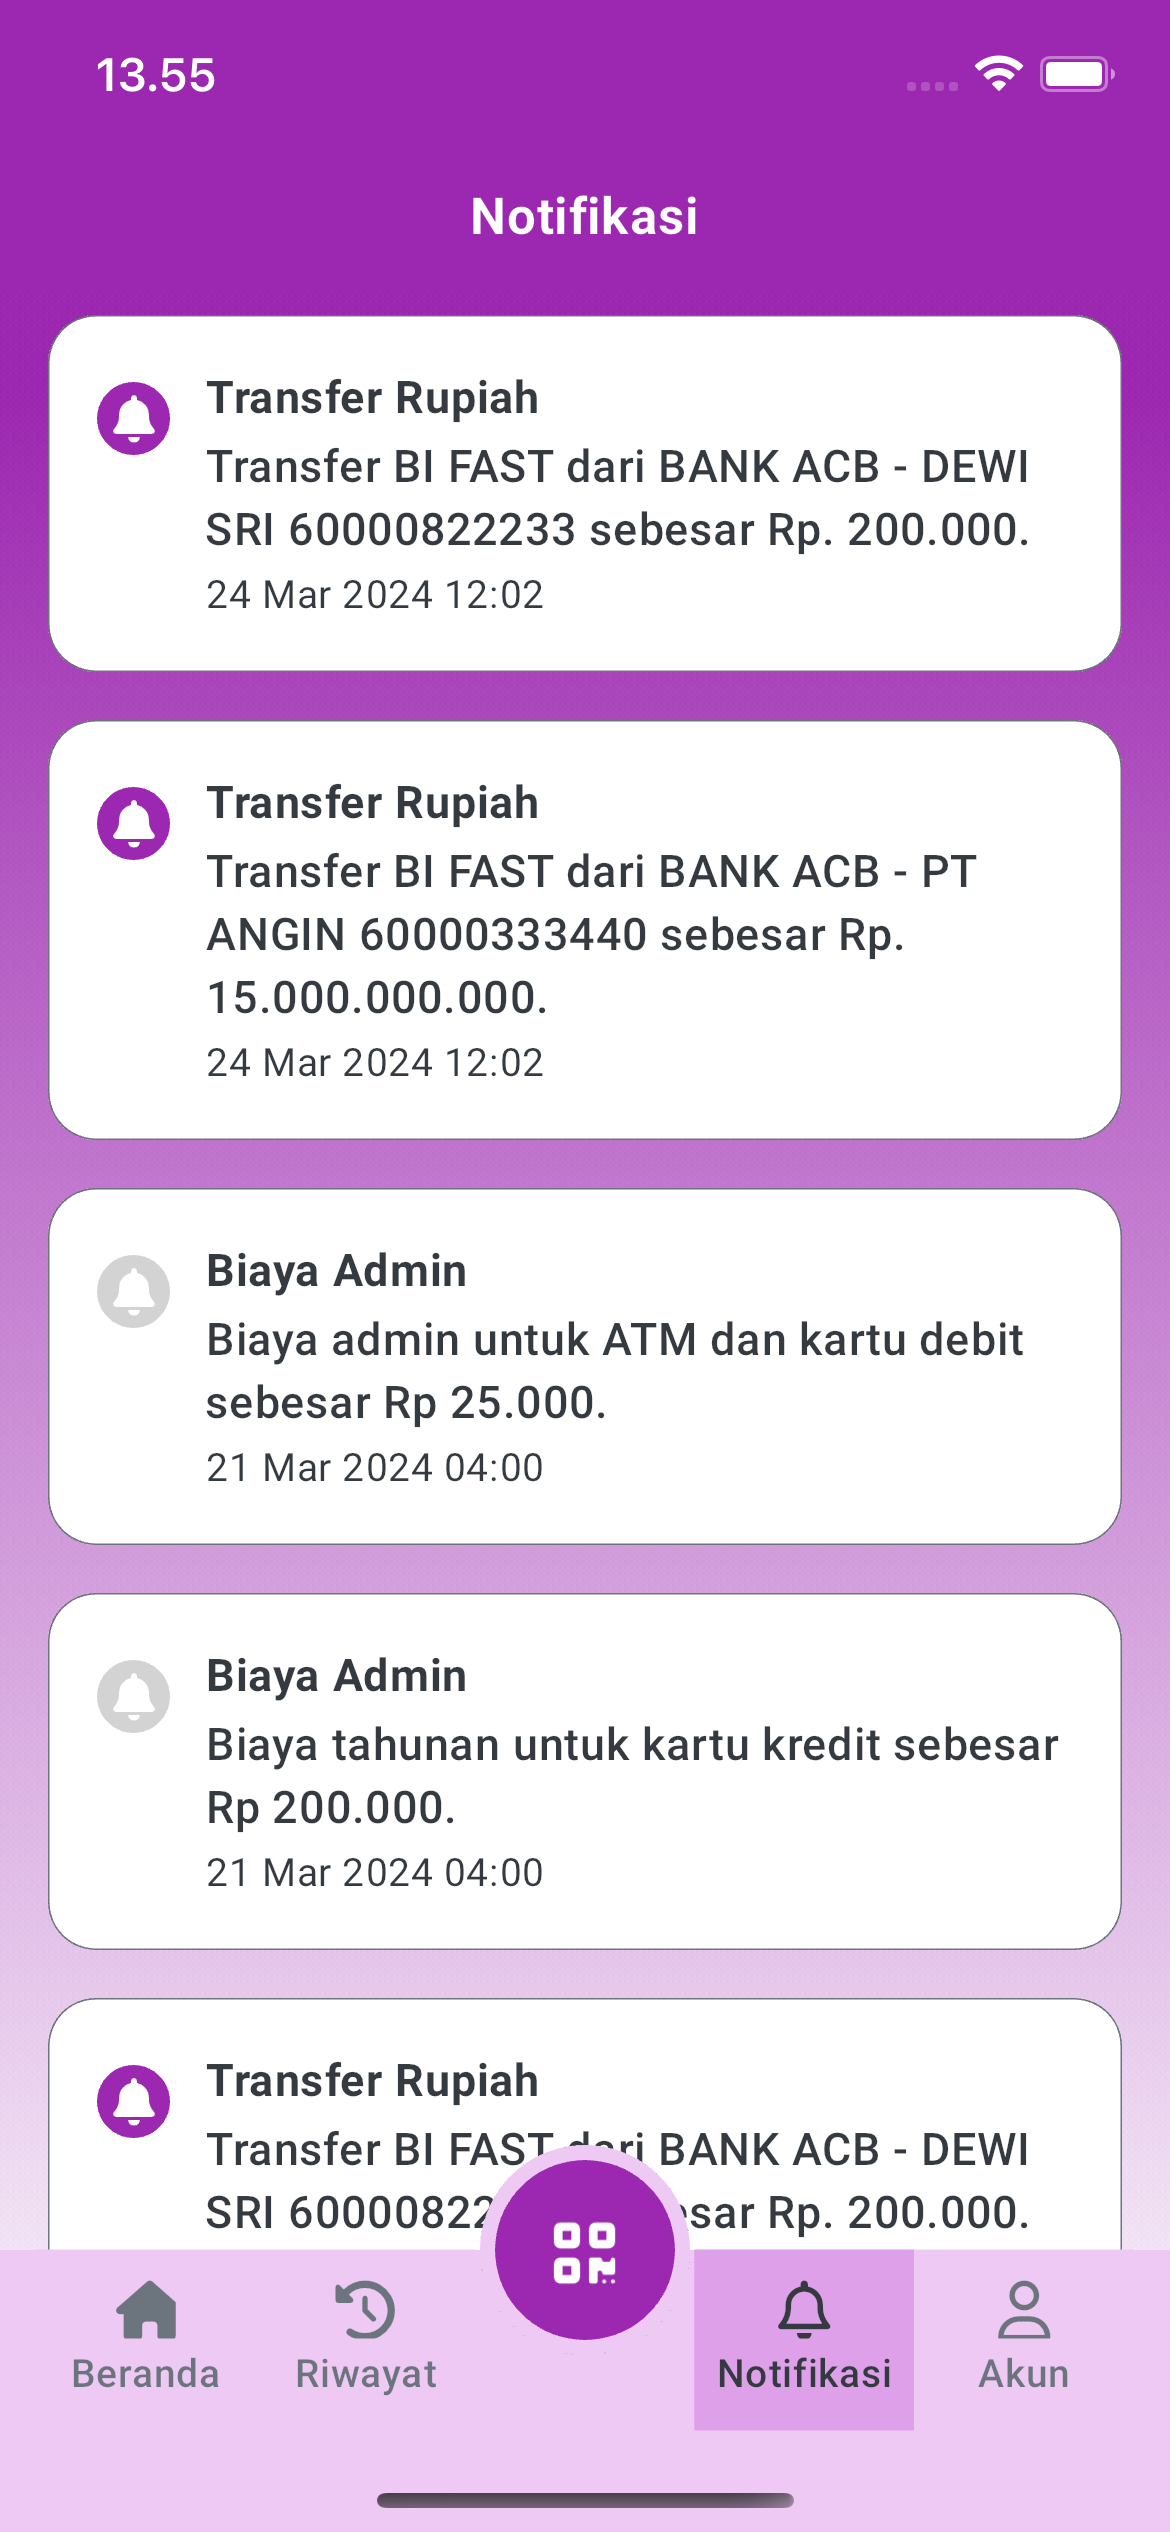 13.55
Notifikasi
Transfer Rupiah
Transfer BI FAST dari BANK ACB - DEWI
SRI 60000822233 sebesar Rp. 200.000.
24 Mar 2024 12:02
Transfer Rupiah
Transfer BI FAST dari BANK ACB - PT
ANGIN 60000333440 sebesar Rp.
15.000.000.000.
24 Mar 2024 12:02
Biaya Admin
Biaya admin untuk ATM dan kartu debit
sebesar Rp 25.000.
21 Mar 2024 04:00
Biaya Admin
Biaya tahunan untuk kartu kredit sebesar
Rp 200.000.
21 Mar 2024 04:00
Transfer Rupiah
Transfer BI FAST dari BANK ACB - DEWI
SRI Rp. 200.000.
Beranda
Riwayat
Notifikasi
Akun